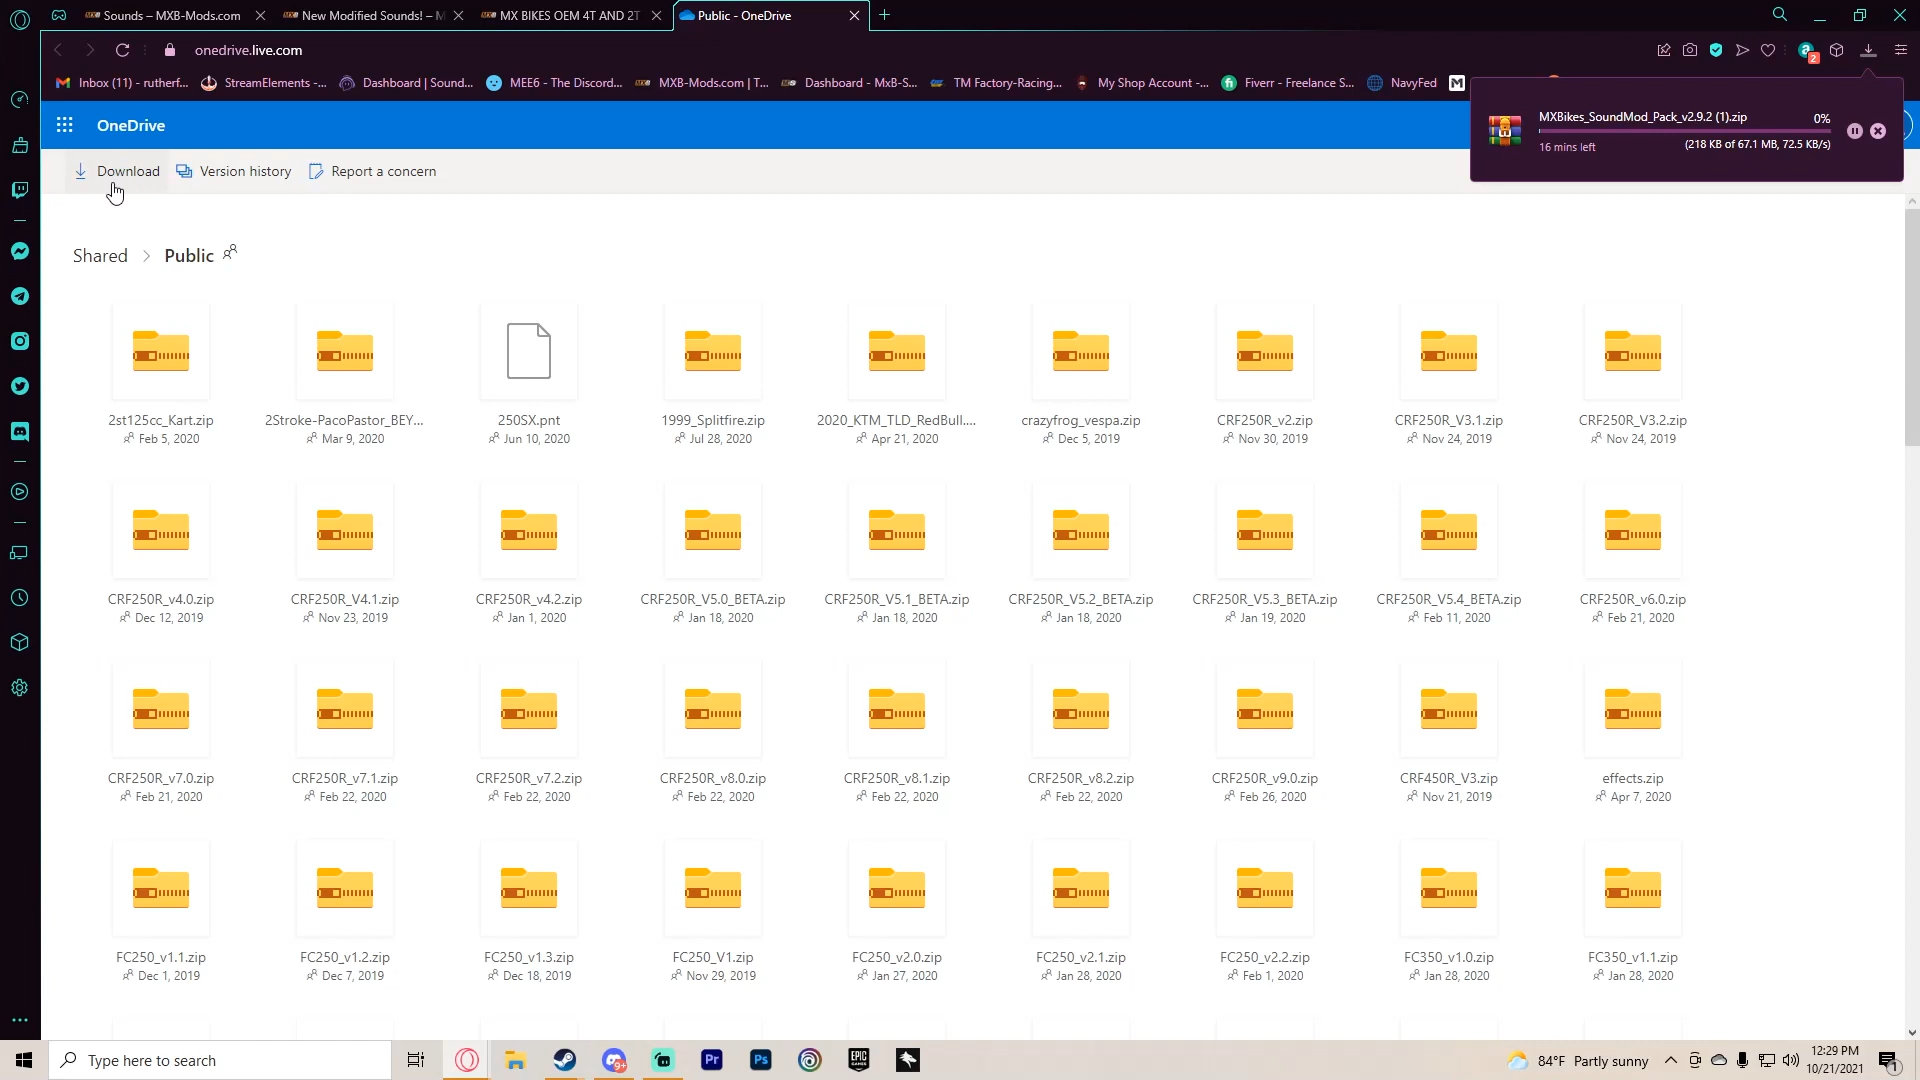 Sounds – MXB-Mods.com
New Modified Sounds! – M
MX BIKES OEM 4T AND 2T
Public - OneDrive
onedrive.live.com
2
Inbox (11) - rutherf...
StreamElements -...
Dashboard | Sound...
MEE6 - The Discord...
MXB-Mods.com | T...
Dashboard - MxB-S...
TM Factory-Racing...
My Shop Account -...
Fiverr - Freelance S...
NavyFed
M
OneDrive
MXBikes_SoundMod_Pack_v2.9.2 (1).zip
0%
16 mins left
(218 KB of 67.1 MB, 72.5 KB/s)
Download
Version history
Report a concern
Shared > Public
2st125cc_Kart.zip
Feb 5, 2020
2Stroke-PacoPastor_BEY...
Mar 9, 2020
250SX.pnt
Jun 10, 2020
1999_Splitfire.zip
Jul 28, 2020
2020_KTM_TLD_RedBull....
Apr 21, 2020
crazyfrog_vespa.zip
Dec 5, 2019
CRF250R_v2.zip
Nov 30, 2019
CRF250R_V3.1.zip
Nov 24, 2019
CRF250R_V3.2.zip
Nov 24, 2019
CRF250R_v4.0.zip
Dec 12, 2019
CRF250R_V4.1.zip
Nov 23, 2019
CRF250R_v4.2.zip
Jan 1, 2020
CRF250R_V5.0_BETA.zip
Jan 18, 2020
CRF250R_V5.1_BETA.zip
Jan 18, 2020
CRF250R_V5.2_BETA.zip
Jan 18, 2020
CRF250R_V5.3_BETA.zip
Jan 19, 2020
CRF250R_V5.4_BETA.zip
Feb 11, 2020
CRF250R_v6.0.zip
Feb 21, 2020
CRF250R_v7.0.zip
Feb 21, 2020
CRF250R_v7.1.zip
Feb 22, 2020
CRF250R_v7.2.zip
Feb 22, 2020
CRF250R_v8.0.zip
Feb 22, 2020
CRF250R_v8.1.zip
Feb 22, 2020
CRF250R_v8.2.zip
Feb 22, 2020
CRF250R_v9.0.zip
Feb 26, 2020
CRF450R_V3.zip
Nov 21, 2019
effects.zip
Apr 7, 2020
FC250_v1.1.zip
Dec 1, 2019
FC250_v1.2.zip
Dec 7, 2019
FC250_v1.3.zip
Dec 18, 2019
FC250_V1.zip
Nov 29, 2019
FC250_v2.0.zip
Jan 27, 2020
FC250_v2.1.zip
Jan 28, 2020
FC250_v2.2.zip
Feb 1, 2020
FC350_v1.0.zip
Jan 28, 2020
FC350_v1.1.zip
Jan 28, 2020
Type here to search
9+
Pr
Ps
EPIC
GAMES
84°F Partly sunny
12:29 PM
10/21/2021
1